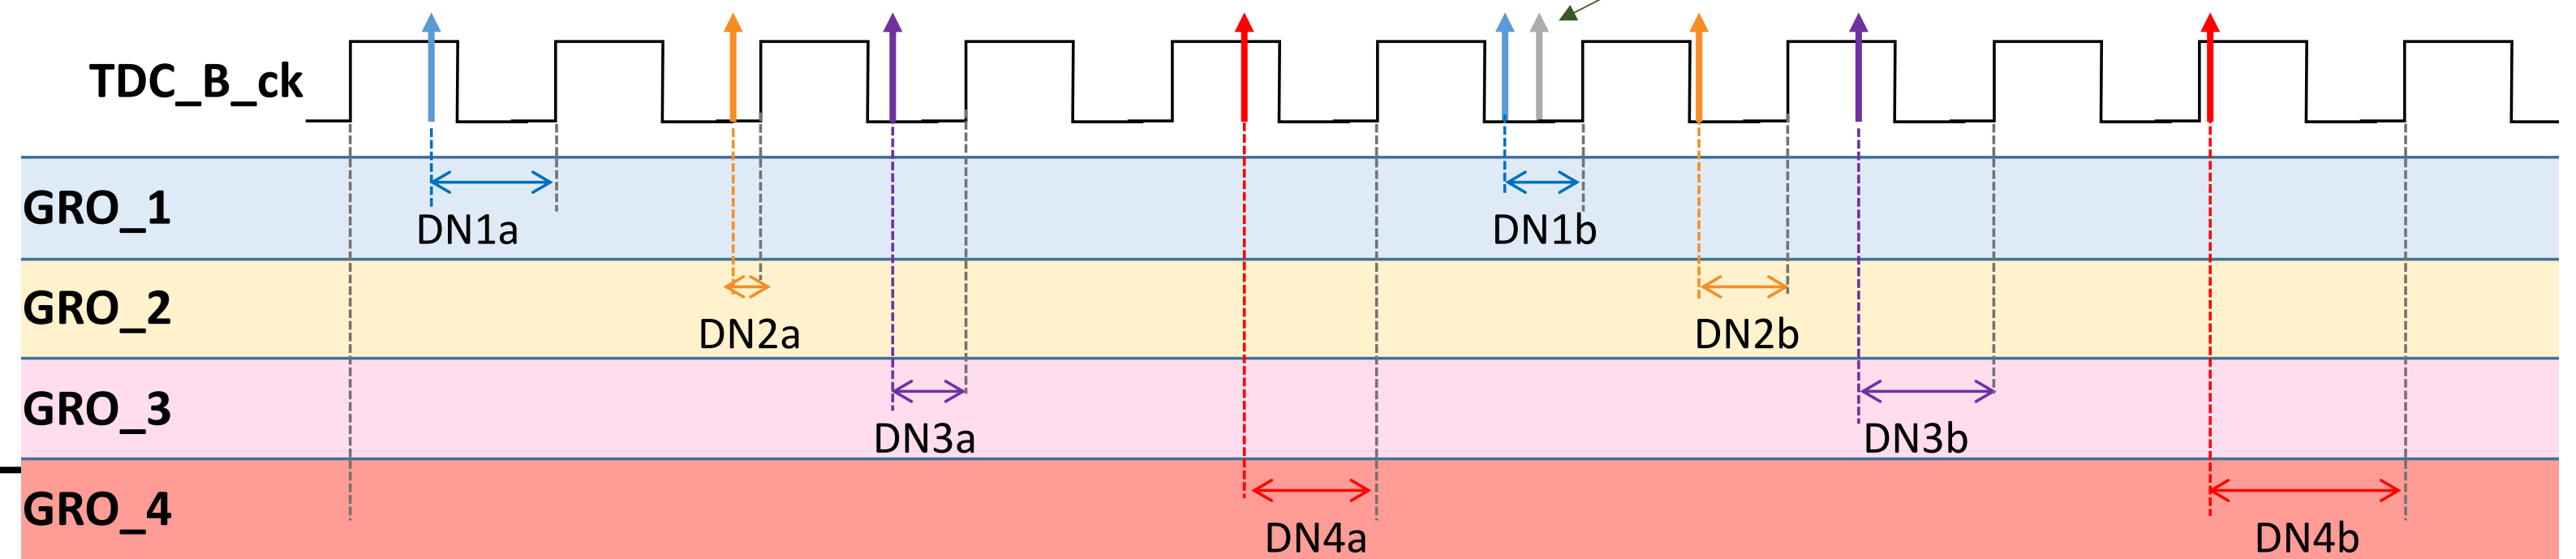 TDC_B_ck
GRO_1
DN1a
DN1b
GRO_2
DN2a
DN2b
GRO_3
DN3a
DN3b
GRO_4
DN4a
DN4b